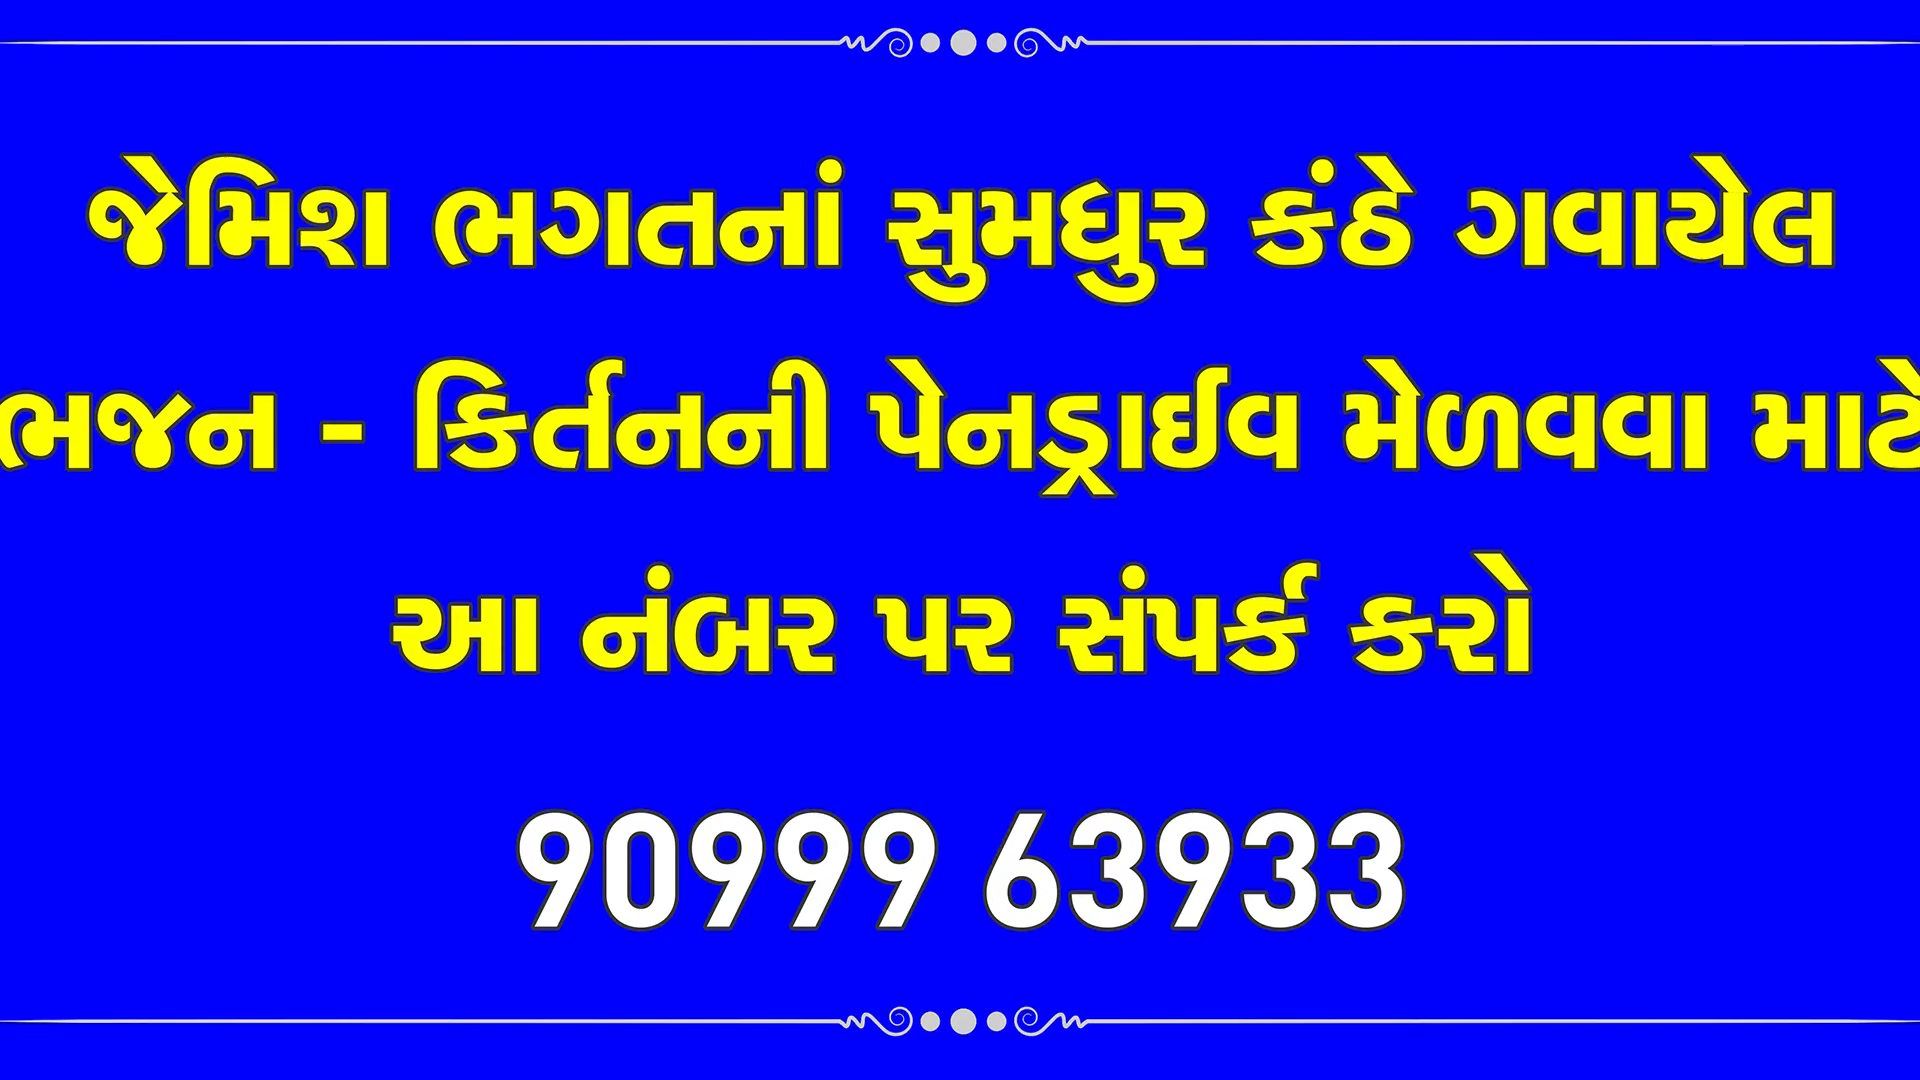 જેમિશ ભગતનાં સુમધુર કંઠે ગવાયેલ
ભજન - કિર્તનની પેનડ્રાઈવ મેળવવા માટે
આ નંબર પર સંપર્ક કરો
90999 63933